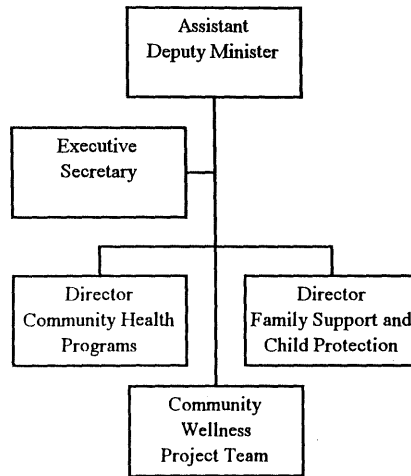 Assistant
Deputy Minister
Executive
Secretary
Director
Community Health
Programs
Director
Family Support and
Child Protection
Community
Wellness
Project Team